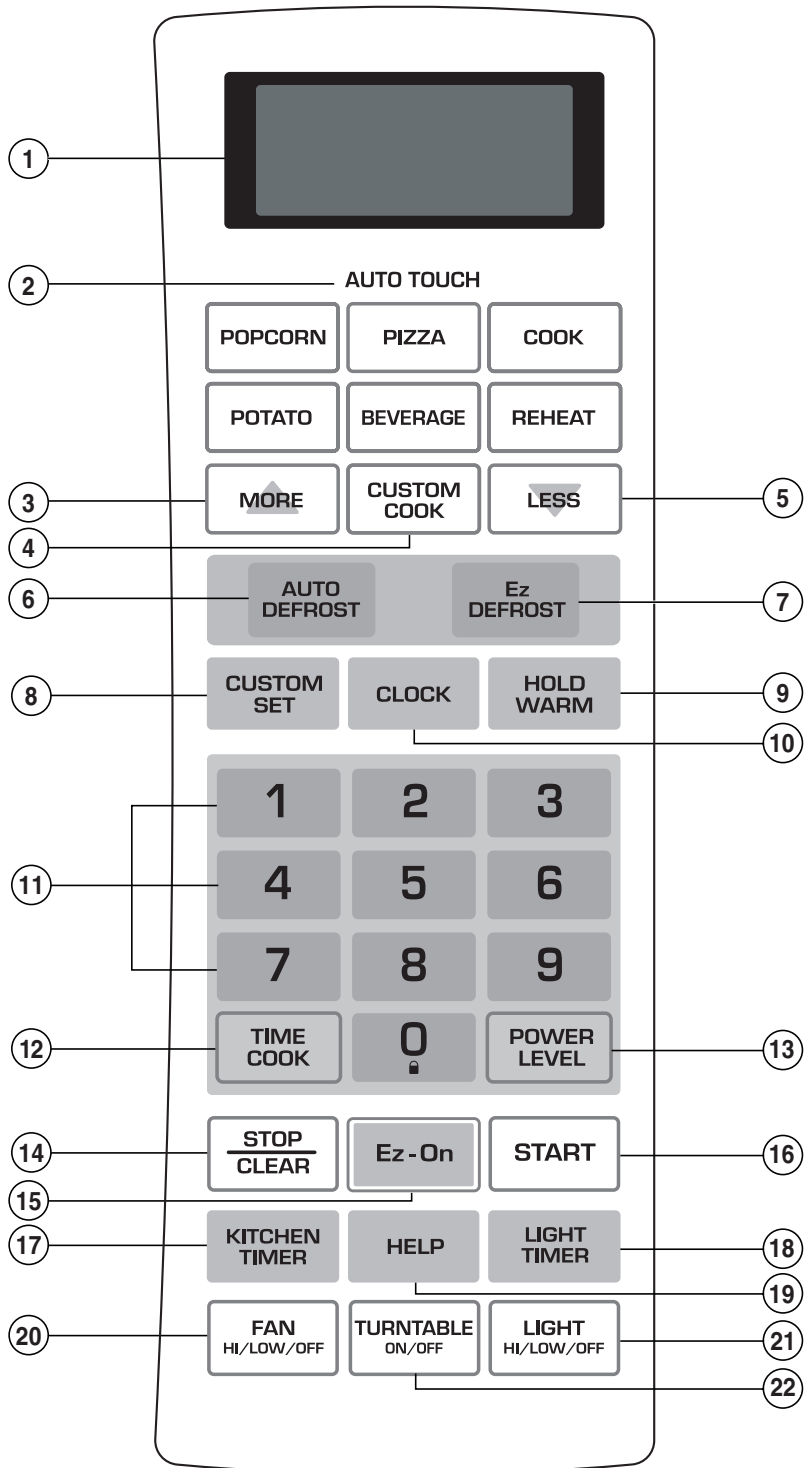 1
2 AUTO TOUCH
POPCORN PIZZA COOK
POTATO BEVERAGE REHEAT
3 MORE CUSTOM COOK LESS 5
4
6 AUTO DEFROST Ez DEFROST 7
8 CUSTOM SET CLOCK HOLD WARM 9
10
1 2 3
11 4 5 6
7 8 9
12 TIME COOK 0 POWER LEVEL 13
14 STOP CLEAR Ez-On START 16
15
17 KITCHEN TIMER HELP LIGHT TIMER 18
19
20 FAN HI/LOW/OFF TURNTABLE ON/OFF LIGHT HI/LOW/OFF 21
22